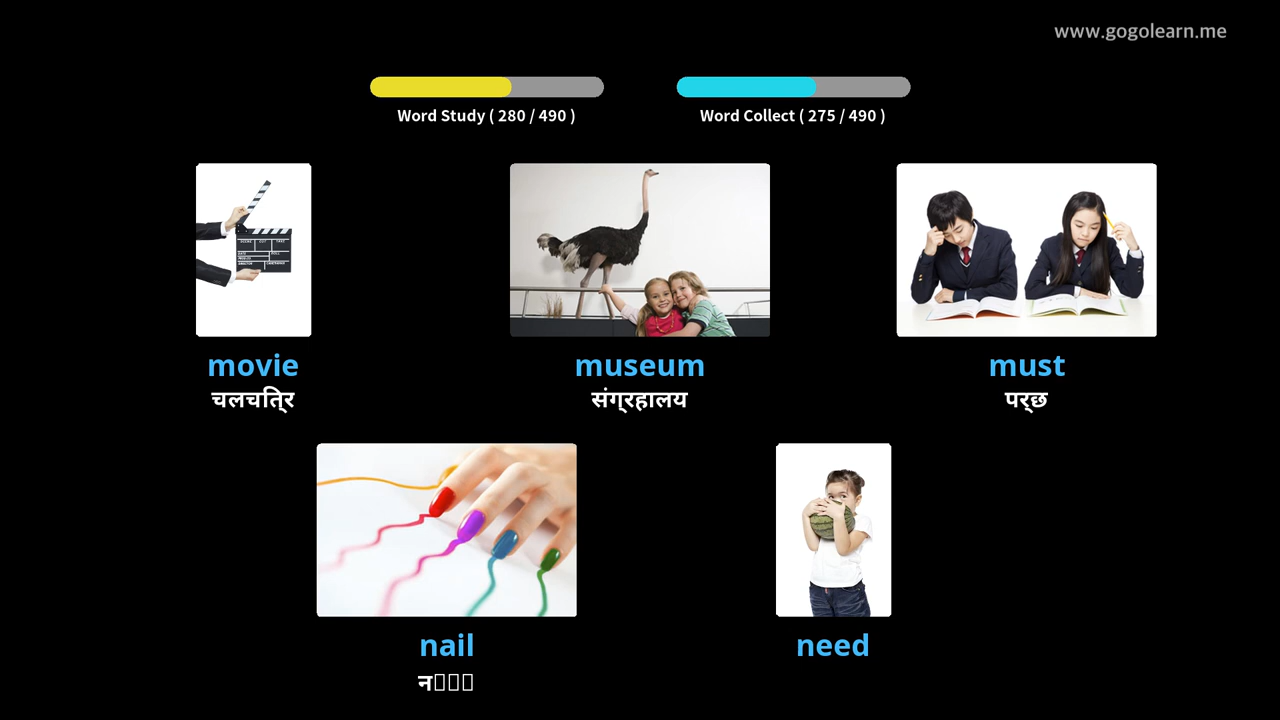 www.gogolearn.me
Word Study ( 280 / 490 )
Word Collect ( 275 / 490 )
movie
चलचित्र
museum
संग्रहालय
must
पर्छ
nail
need